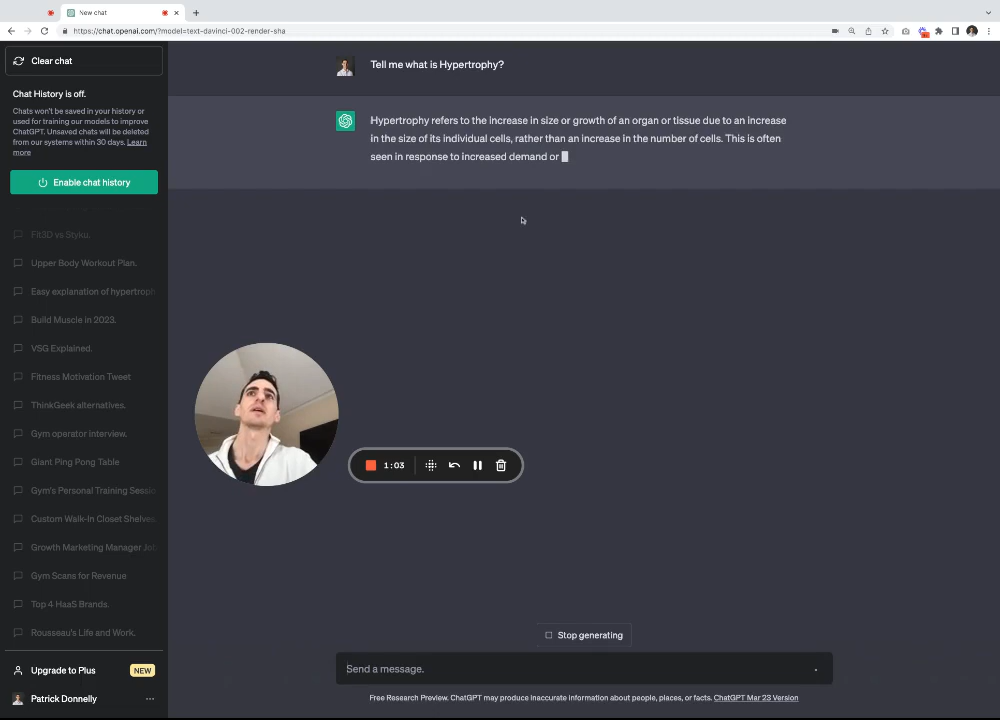 New chat
https://chat.openai.com/?model=text-davinci-002-render-sha
Clear chat
Chat History is off.
Chats won't be saved in your history or
used for training our models to improve
ChatGPT. Unsaved chats will be deleted
from our systems within 30 days. Learn
more
Enable chat history
Fit3D vs Styku.
Upper Body Workout Plan.
Easy explanation of hypertroph
Build Muscle in 2023.
VSG Explained.
Fitness Motivation Tweet
ThinkGeek alternatives.
Gym operator interview.
Giant Ping Pong Table
Gym's Personal Training Sessio
Custom Walk-In Closet Shelves.
Growth Marketing Manager Jo
Gym Scans for Revenue
Top 4 HaaS Brands.
Rousseau's Life and Work.
Upgrade to Plus
NEW
Patrick Donnelly
Tell me what is Hypertrophy?
Hypertrophy refers to the increase in size or growth of an organ or tissue due to an increase
in the size of its individual cells, rather than an increase in the number of cells. This is often
seen in response to increased demand or
1:03
Stop generating
Send a message.
Free Research Preview. ChatGPT may produce inaccurate information about people, places, or facts. ChatGPT Mar 23 Version